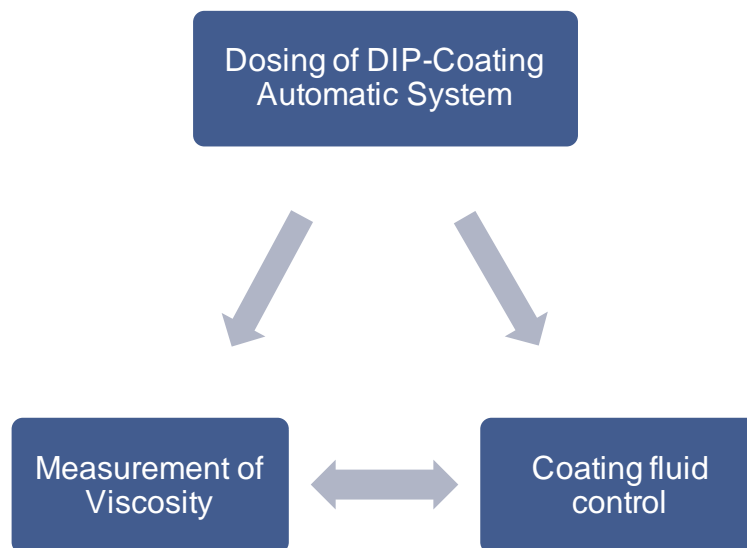 Dosing of DIP-Coating
Automatic System
Measurement of
Viscosity
Coating fluid
control